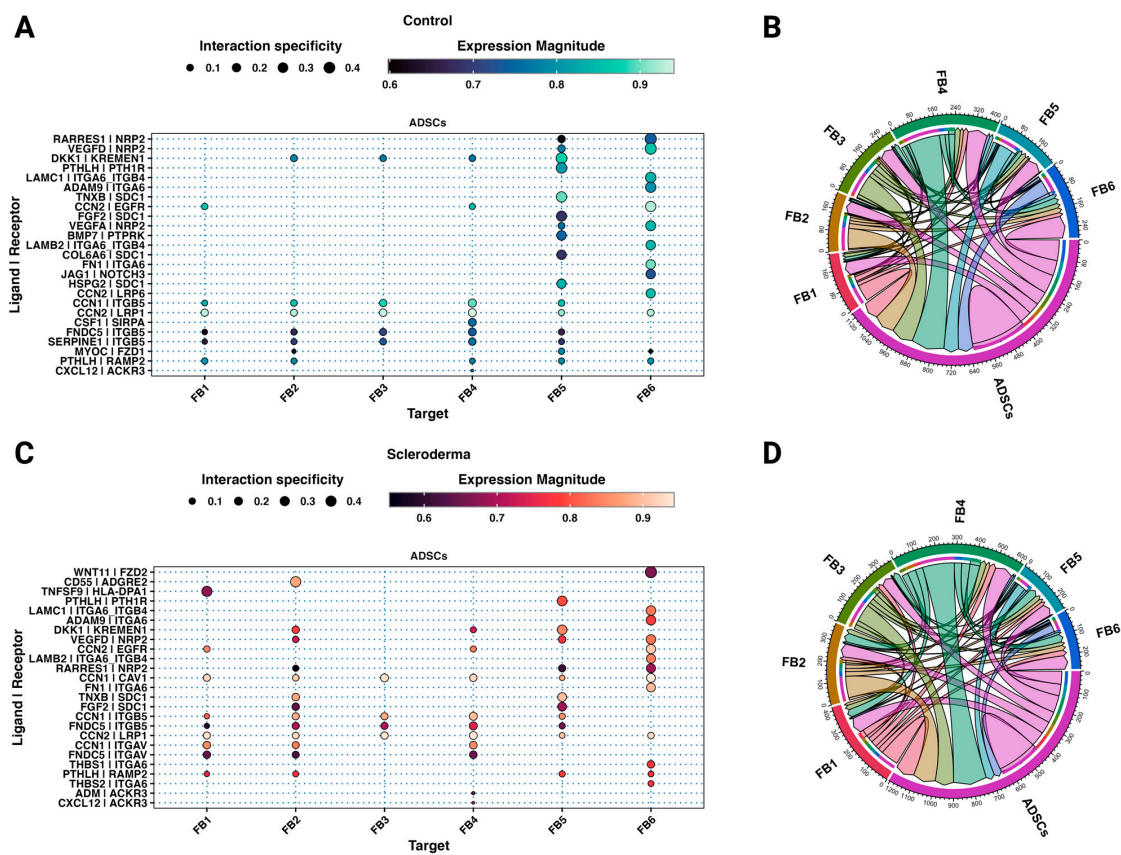 A
Control
Interaction specificity
Expression Magnitude
0.1 0.2 0.3 0.4
0.6 0.7 0.8 0.9
ADSCs
Ligand | Receptor
RARRES1 | NRP2
VEGFD | NRP2
DKK1 | KREMEN1
PTHLH | PTH1R
LAMC1 | ITGA6_ITGB4
ADAM9 | ITGA6
TNXB | SDC1
CCN2 | EGFR
FGF2 | SDC1
VEGFA | NRP2
BMP7 | PTPRK
LAMB2 | ITGA6_ITGB4
COL6A6 | SDC1
FN1 | ITGA6
JAG1 | NOTCH3
HSPG2 | SDC1
CCN2 | LRP6
CCN1 | ITGB5
CCN2 | LRP1
CSF1 | SIRPA
FNDC5 | ITGB5
SERPINE1 | ITGB5
MYOC | FZD1
PTHLH | RAMP2
CXCL12 | ACKR3
FB1 FB2 FB3 FB4 FB5 FB6
Target
B
FB4
FB5
FB3
FB6
FB2
FB1
ADSCs
C
Scleroderma
Interaction specificity
Expression Magnitude
0.1 0.2 0.3 0.4
0.6 0.7 0.8 0.9
ADSCs
Ligand | Receptor
WNT11 | FZD2
CD55 | ADGRE2
TNFSF9 | HLA-DPA1
PTHLH | PTH1R
LAMC1 | ITGA6_ITGB4
ADAM9 | ITGA6
DKK1 | KREMEN1
VEGFD | NRP2
CCN2 | EGFR
LAMB2 | ITGA6_ITGB4
RARRES1 | NRP2
CCN1 | CAV1
FN1 | ITGA6
TNXB | SDC1
FGF2 | SDC1
CCN1 | ITGB5
FNDC5 | ITGB5
CCN2 | LRP1
CCN1 | ITGAV
FNDC5 | ITGAV
THBS1 | ITGA6
PTHLH | RAMP2
THBS2 | ITGA6
ADM | ACKR3
CXCL12 | ACKR3
FB1 FB2 FB3 FB4 FB5 FB6
Target
D
FB4
FB5
FB3
FB6
FB2
FB1
ADSCs